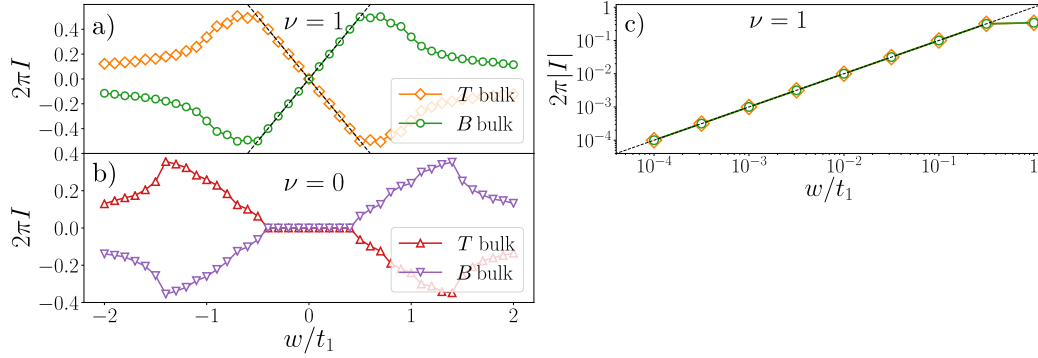 a)
ν = 1
2πI
0.4
0.2
0.0
−0.2
−0.4
T bulk
B bulk
b)
ν = 0
2πI
0.4
0.2
0.0
−0.2
−0.4
T bulk
B bulk
−2
−1
0
1
2
w/t₁
c)
ν = 1
2π|I|
1
10⁻¹
10⁻²
10⁻³
10⁻⁴
10⁻⁴
10⁻³
10⁻²
10⁻¹
1
w/t₁